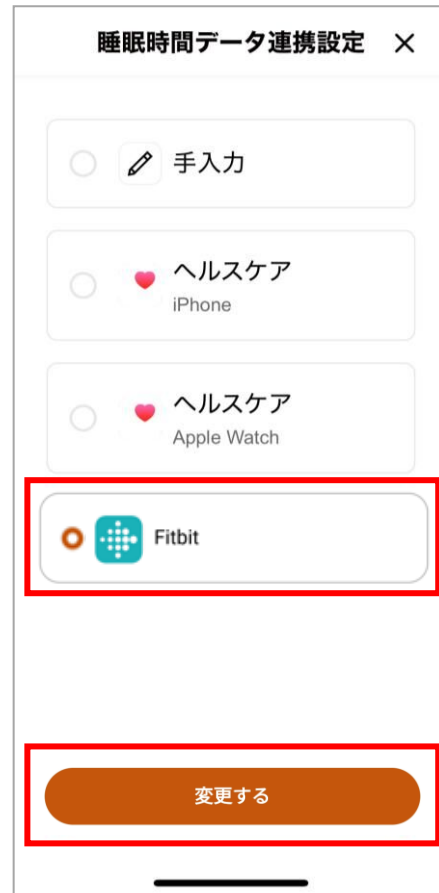 睡眠時間データ連携設定
手入力
ヘルスケア
iPhone
ヘルスケア
Apple Watch
Fitbit
変更する